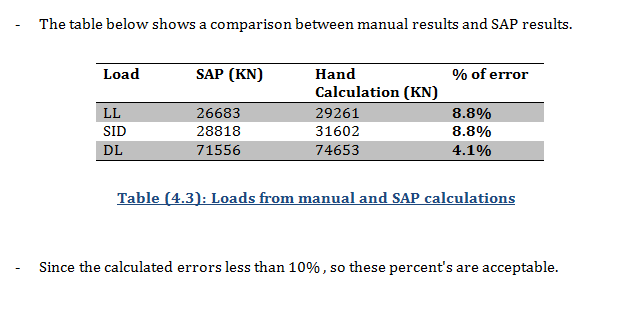 - The table below shows a comparison between manual results and SAP results.
Load SAP (KN) Hand Calculation (KN) % of error
LL 26683 29261 8.8%
SID 28818 31602 8.8%
DL 71556 74653 4.1%
Table (4.3): Loads from manual and SAP calculations
- Since the calculated errors less than 10% , so these percent's are acceptable.